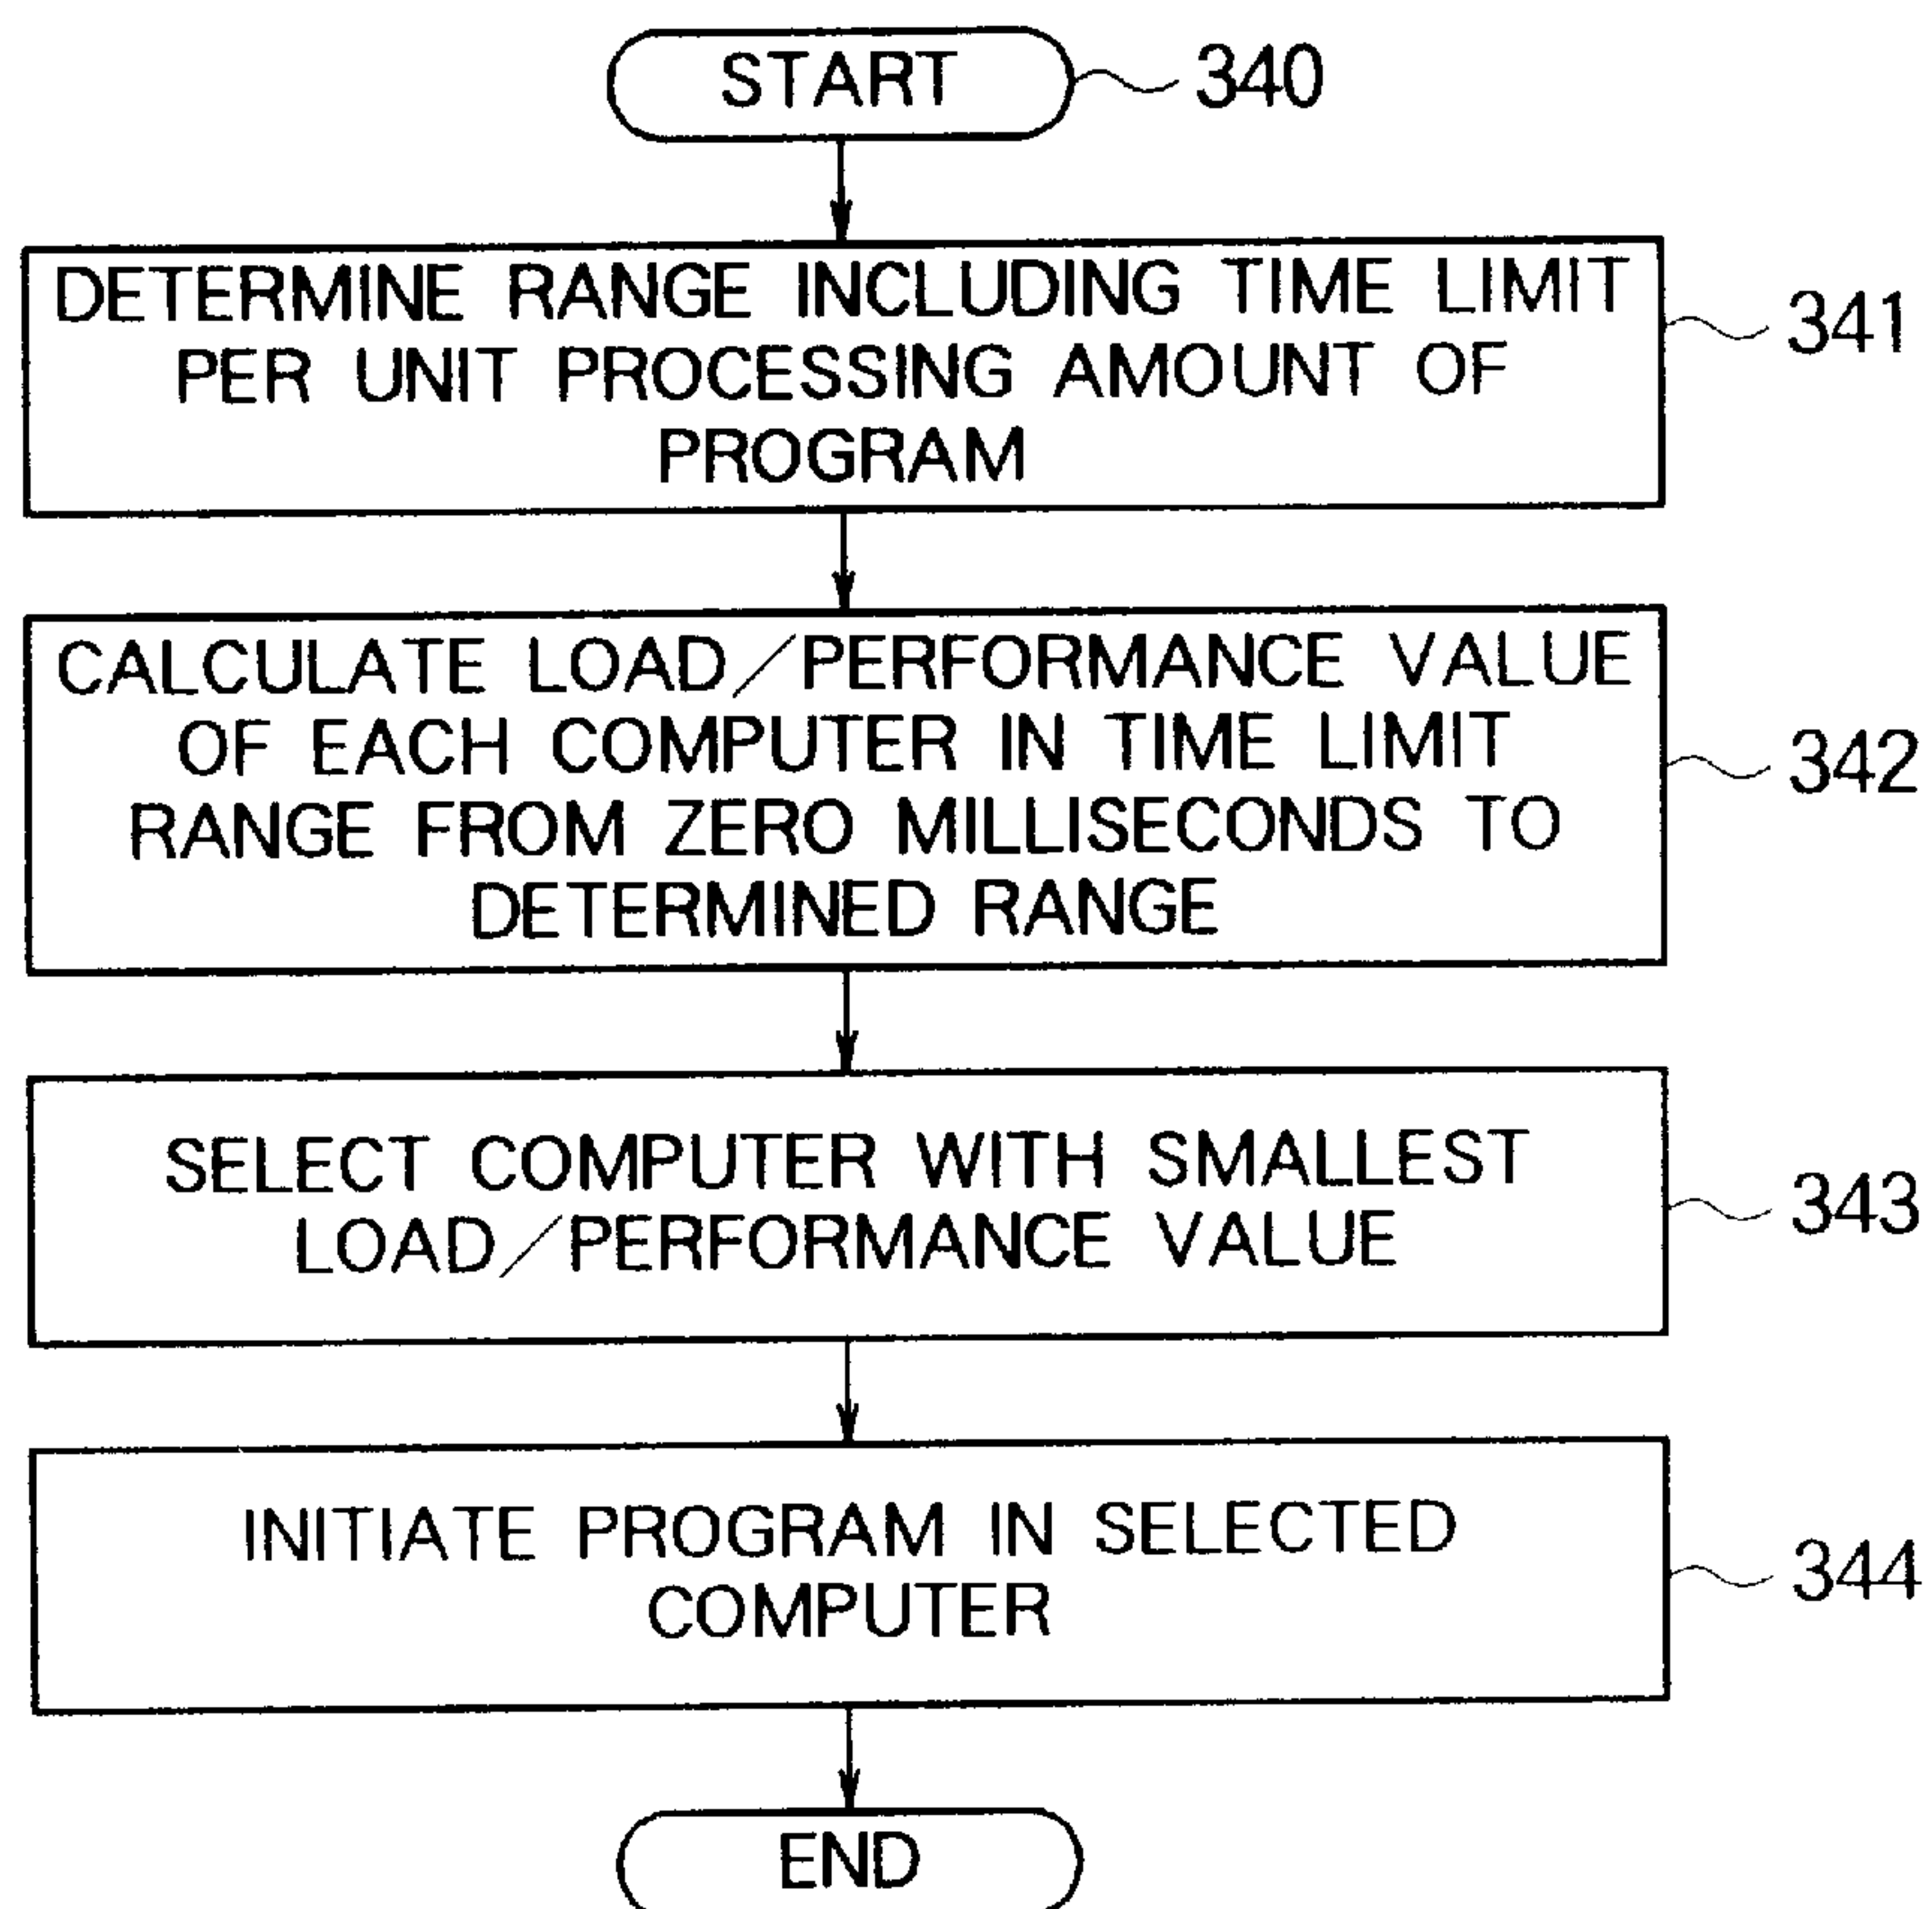 START
340
DETERMINE RANGE INCLUDING TIME LIMIT
PER UNIT PROCESSING AMOUNT OF
PROGRAM
341
CALCULATE LOAD/PERFORMANCE VALUE
OF EACH COMPUTER IN TIME LIMIT
RANGE FROM ZERO MILLISECONDS TO
DETERMINED RANGE
342
SELECT COMPUTER WITH SMALLEST
LOAD/PERFORMANCE VALUE
343
INITIATE PROGRAM IN SELECTED
COMPUTER
344
END